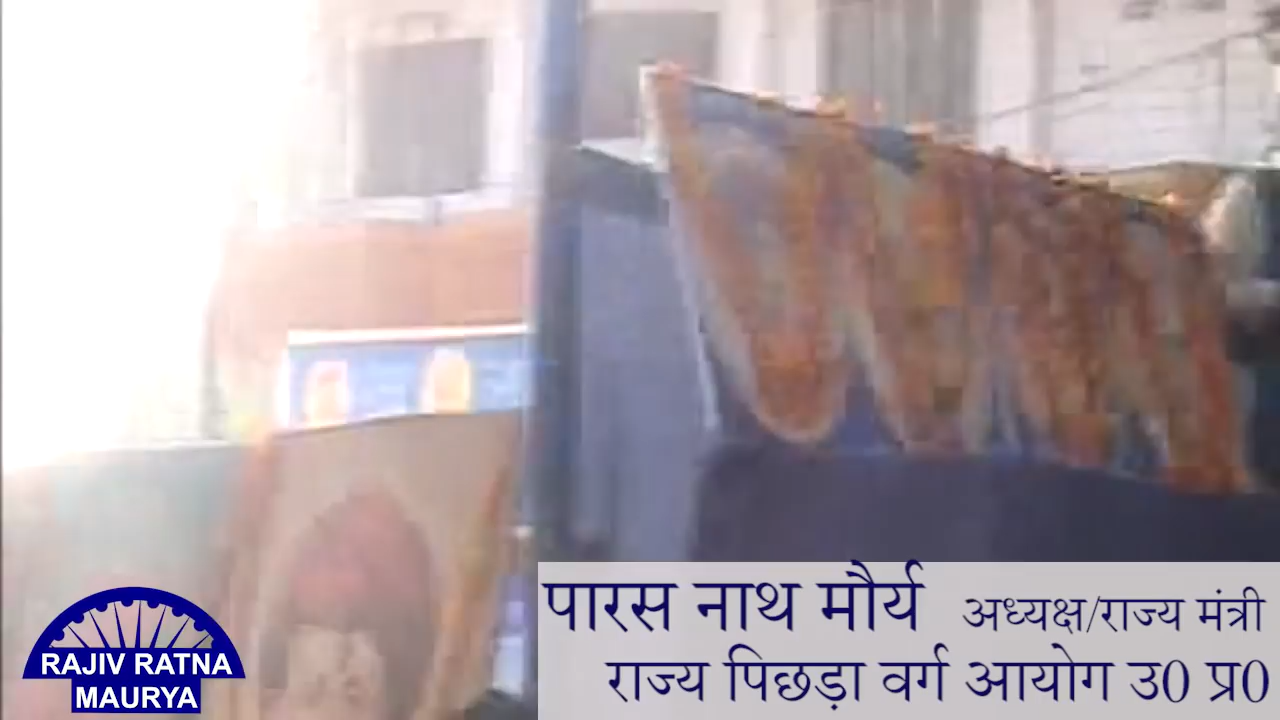 पारस नाथ मौर्य अध्यक्ष/राज्य मंत्री
राज्य पिछड़ा वर्ग आयोग उ0 प्र0
RAJIV RATNA
MAURYA